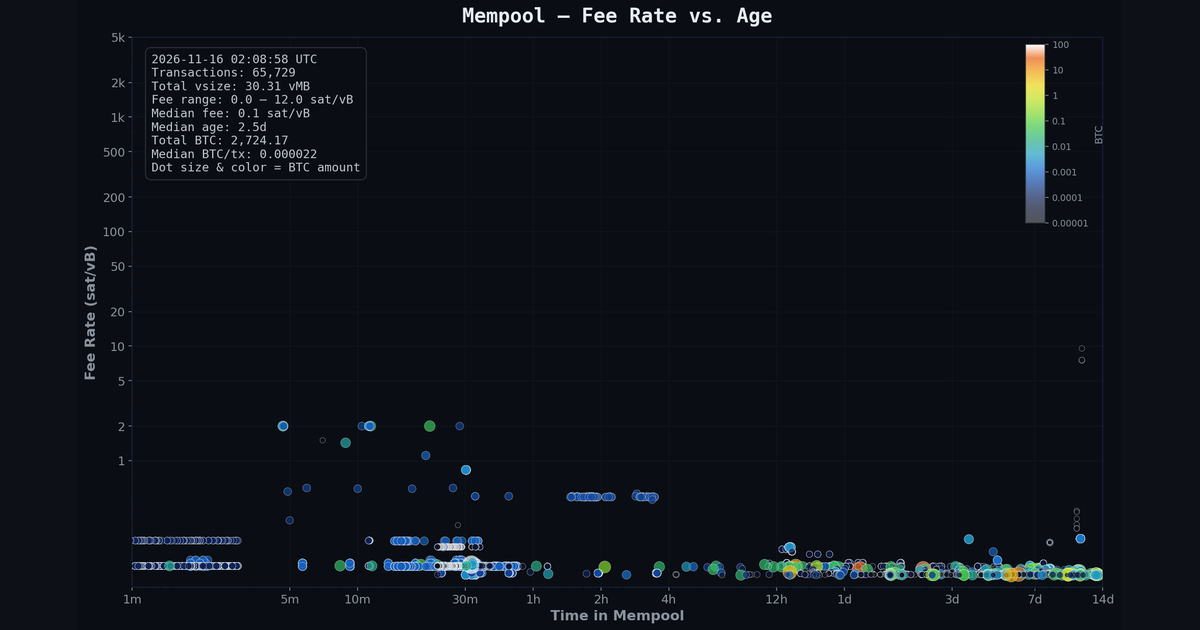 Mempool — Fee Rate vs. Age
2026-11-16 02:08:58 UTC
Transactions: 65,729
Total vsize: 30.31 vMB
Fee range: 0.0 — 12.0 sat/vB
Median fee: 0.1 sat/vB
Median age: 2.5d
Total BTC: 2,724.17
Median BTC/tx: 0.000022
Dot size & color = BTC amount
5k
2k
1k
500
200
100
50
20
10
5
2
1
Fee Rate (sat/vB)
100
10
1
0.1
0.01
0.001
0.0001
0.00001
BTC
1m 5m 10m 30m 1h 2h 4h 12h 1d 3d 7d 14d
Time in Mempool